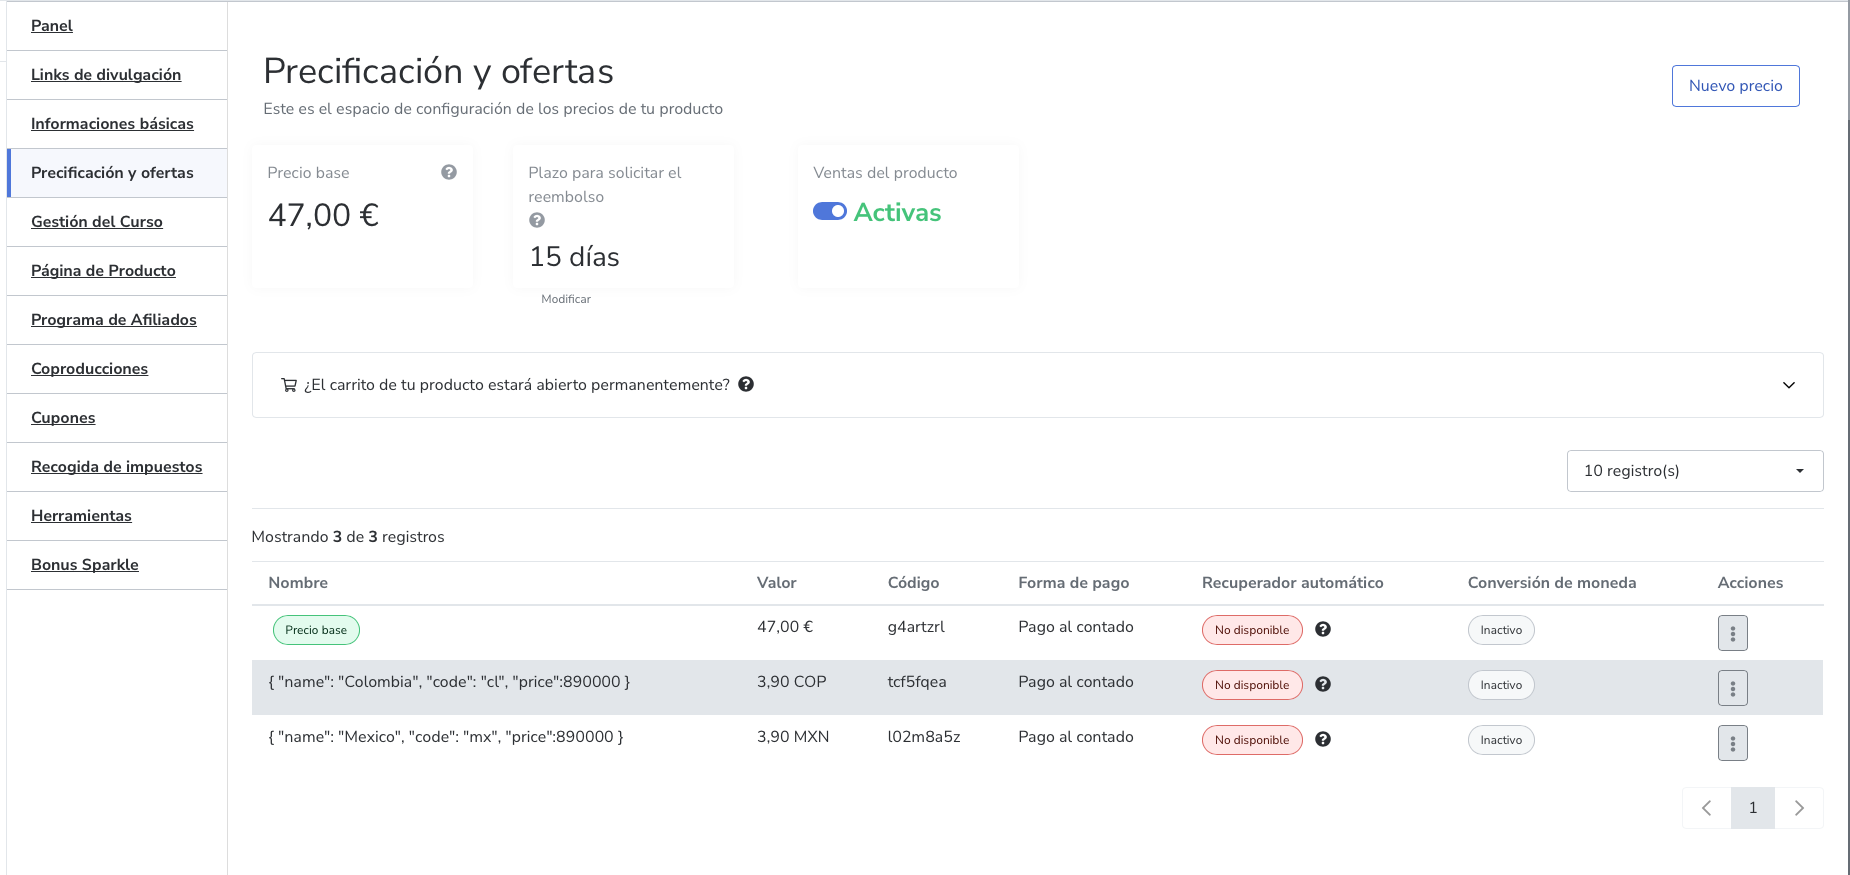 Panel
Links de divulgación
Informaciones básicas
Precificación y ofertas
Gestión del Curso
Página de Producto
Programa de Afiliados
Coproducciones
Cupones
Recogida de impuestos
Herramientas
Bonus Sparkle
Precificación y ofertas
Este es el espacio de configuración de los precios de tu producto
Nuevo precio
Precio base
47,00 €
Plazo para solicitar el
reembolso
15 días
Modificar
Ventas del producto
Activas
¿El carrito de tu producto estará abierto permanentemente?
10 registro(s)
Mostrando 3 de 3 registros
Nombre Valor Código Forma de pago Recuperador automático Conversión de moneda Acciones
Precio base 47,00 € g4artzrl Pago al contado No disponible Inactivo
{ "name": "Colombia", "code": "cl", "price":890000 } 3,90 COP tcf5fqea Pago al contado No disponible Inactivo
{ "name": "Mexico", "code": "mx", "price":890000 } 3,90 MXN l02m8a5z Pago al contado No disponible Inactivo
1